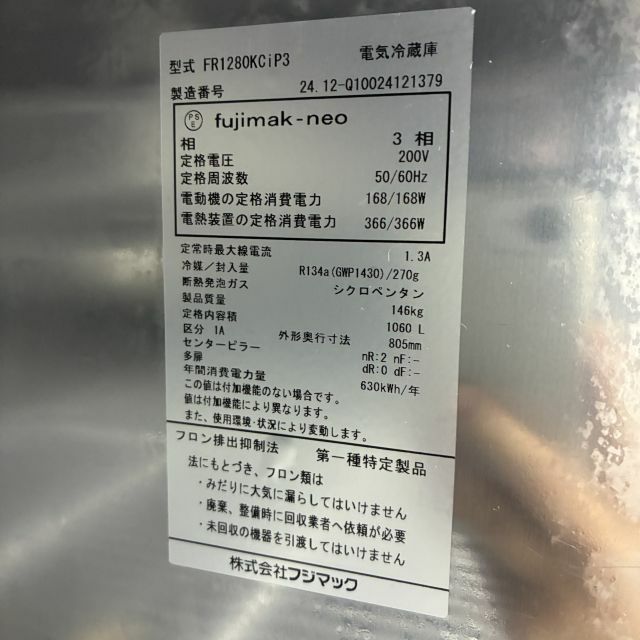 型式 FR1280KCiP3 電気冷蔵庫
製造番号 24.12-Q10024121379
PSE fujimak-neo
相 3 相
定格電圧 200V
定格周波数 50/60Hz
電動機の定格消費電力 168/168W
電熱装置の定格消費電力 366/366W
定常時最大線電流 1.3A
冷媒/封入量 R134a(GWP1430)/270g
断熱発泡ガス シクロペンタン
製品質量 146kg
定格内容積 1060 L
区分 1A 外形奥行寸法 805mm
センターピラー nR:2 nF:-
多扉 dR:0 dF:-
年間消費電力量 630kWh/年
この値は付加機能のない場合です。
値は付加機能により異なります。
また、使用環境・状況により変動します。
フロン排出抑制法 第一種特定製品
法にもとづき、フロン類は
・みだりに大気に漏らしてはいけません
・廃棄、整備時に回収業者へ依頼が必要
・未回収の機器を引渡してはいけません
株式会社フジマック